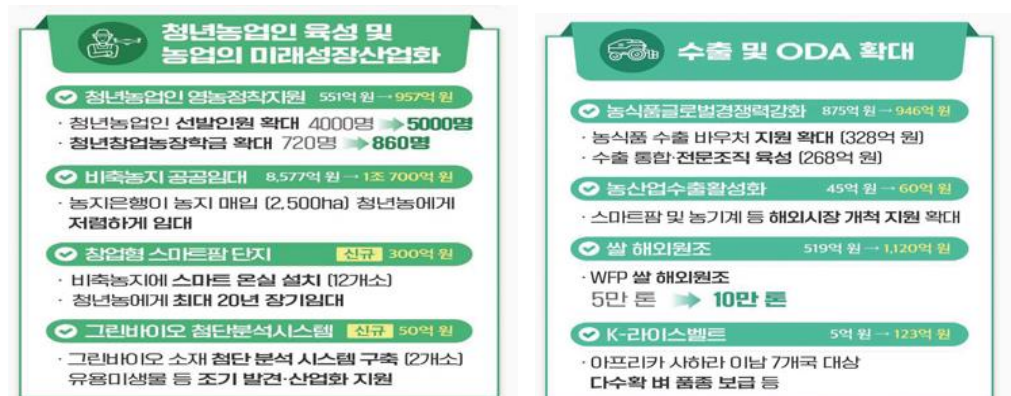 청년농업인 육성 및
농업의 미래성장산업화
청년농업인 영농정착지원 551억 원→957억 원
· 청년농업인 선발인원 확대 4000명 ➡ 5000명
· 청년창업농장학금 확대 720명 ➡ 860명
비축농지 공공임대 8,577억 원→1조 700억 원
· 농지은행이 농지 매입 (2,500ha) 청년농에게
저렴하게 임대
창업형 스마트팜 단지 신규 300억 원
· 비축농지에 스마트 온실 설치 (12개소)
· 청년농에게 최대 20년 장기임대
그린바이오 첨단분석시스템 신규 50억 원
· 그린바이오 소재 첨단 분석 시스템 구축 (2개소)
유용미생물 등 조기 발견·산업화 지원
수출 및 ODA 확대
농식품글로벌경쟁력강화 875억 원→946억 원
· 농식품 수출 바우처 지원 확대 (328억 원)
· 수출 통합·전문조직 육성 (268억 원)
농산업수출활성화 45억 원→60억 원
· 스마트팜 및 농기계 등 해외시장 개척 지원 확대
쌀 해외원조 519억 원→1,120억 원
· WFP 쌀 해외원조
5만 톤 ➡ 10만 톤
K-라이스벨트 5억 원→123억 원
· 아프리카 사하라 이남 7개국 대상
다수확 벼 품종 보급 등